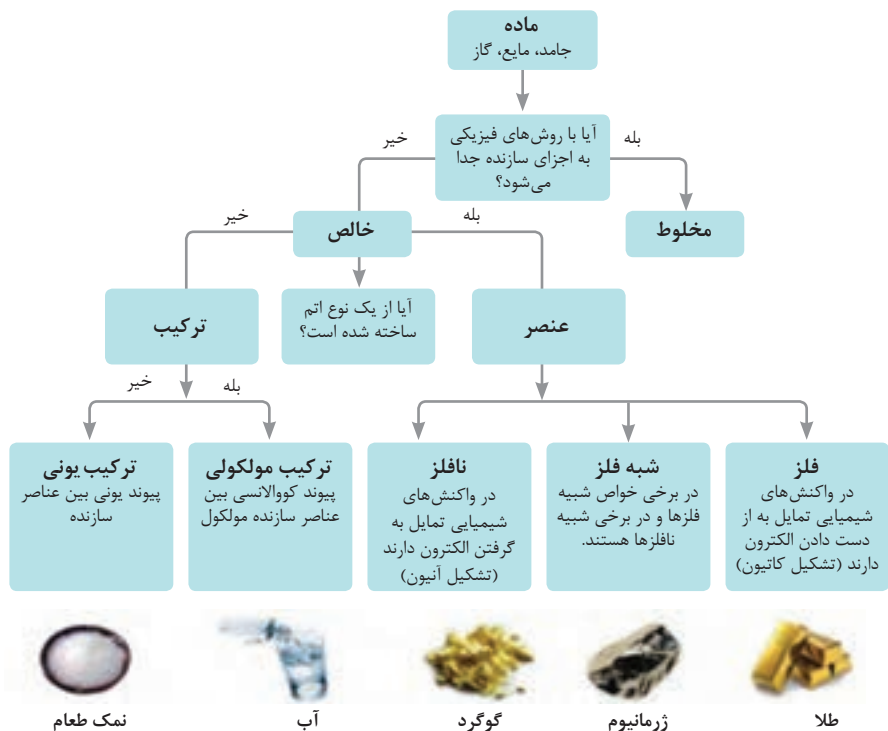 ماده
جامد، مایع، گاز
آیا با روش‌های فیزیکی
به اجزای سازنده جدا
می‌شود؟
بله
خیر
مخلوط
خالص
بله
خیر
آیا از یک نوع اتم
ساخته شده است؟
عنصر
ترکیب
بله
خیر
فلز
در واکنش‌های
شیمیایی تمایل به از
دست دادن الکترون
دارند (تشکیل کاتیون)
شبه فلز
در برخی خواص شبیه
فلزها و در برخی شبیه
نافلزها هستند.
نافلز
در واکنش‌های
شیمیایی تمایل به
گرفتن الکترون دارند
(تشکیل آنیون)
ترکیب مولکولی
پیوند کووالانسی بین
عناصر سازنده مولکول
ترکیب یونی
پیوند یونی بین عناصر
سازنده
طلا
ژرمانیوم
گوگرد
آب
نمک طعام